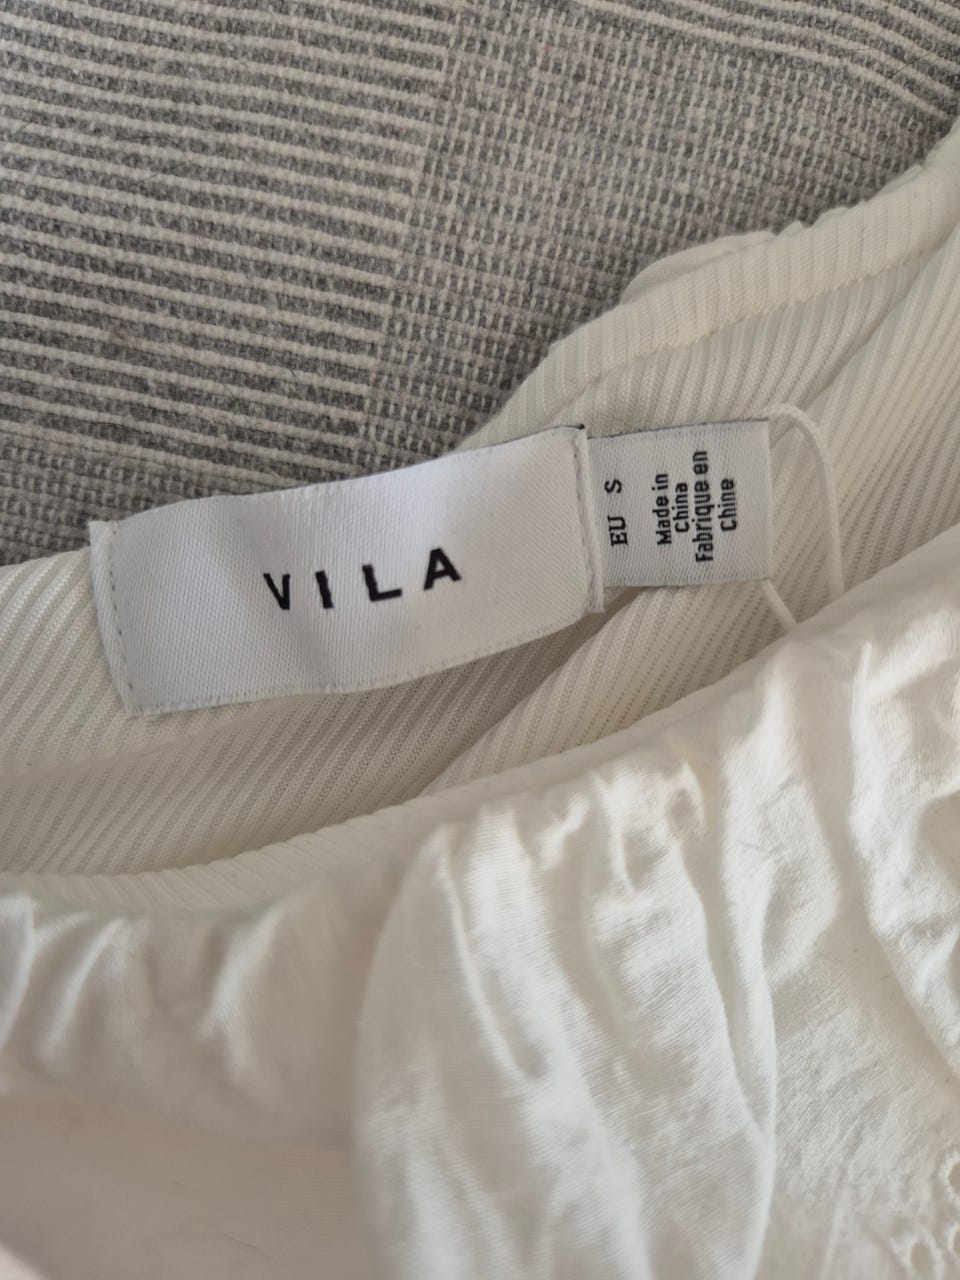 VILA
EU S
Made in
China
Fabrique en
Chine